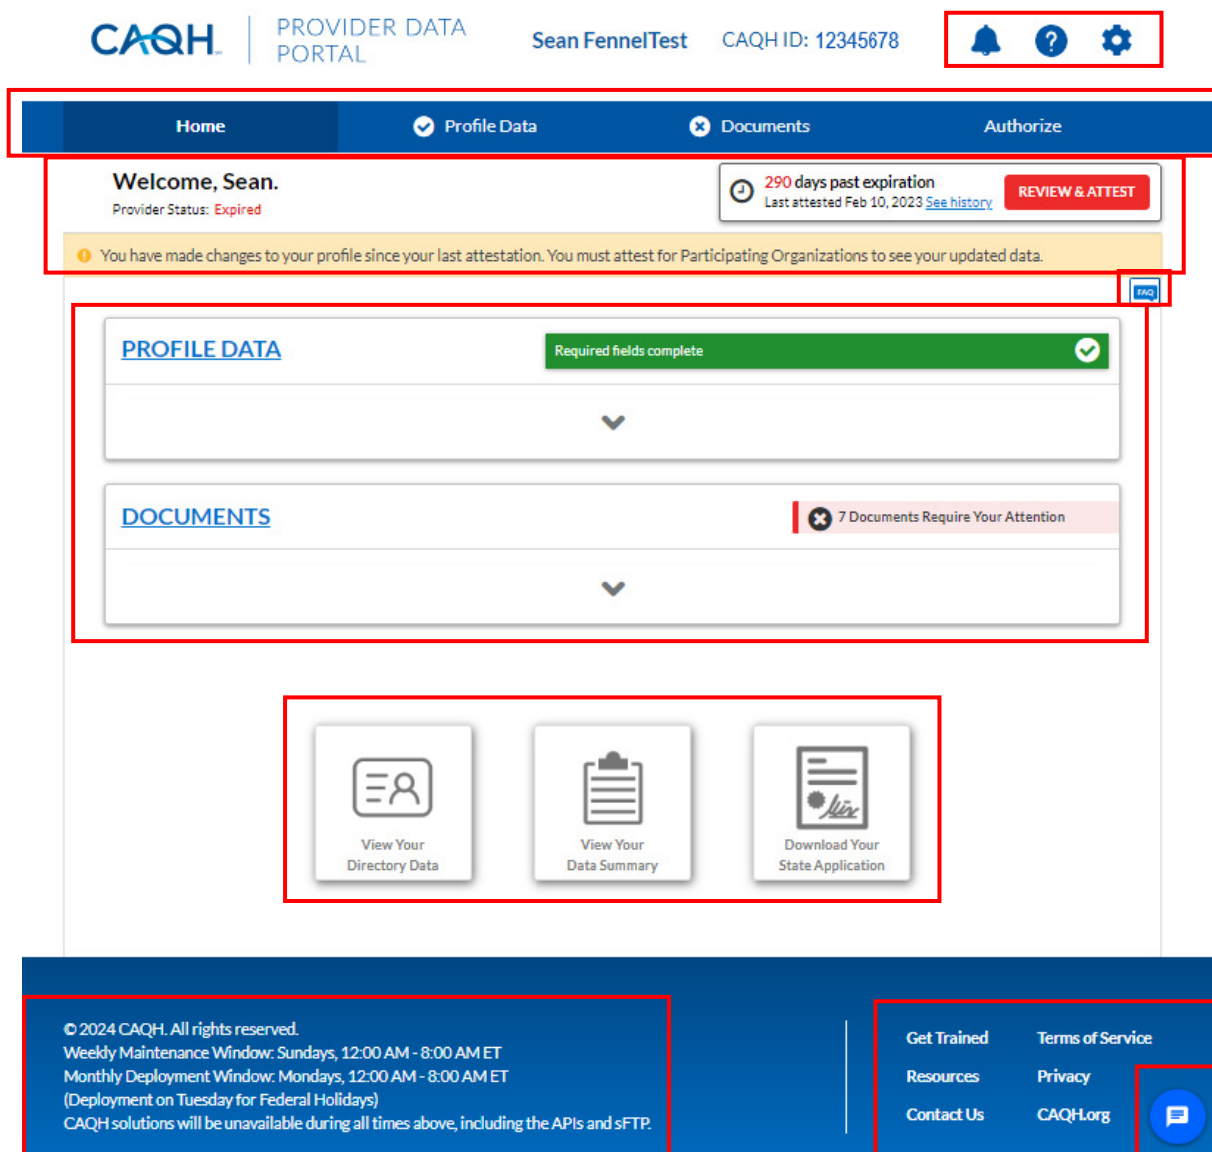 CAQH
PROVIDER DATA
PORTAL
Sean FennelTest
CAQH ID: 12345678
?
Home
Profile Data
Documents
Authorize
Welcome, Sean.
Provider Status: Expired
290 days past expiration
Last attested Feb 10, 2023 See history
REVIEW & ATTEST
You have made changes to your profile since your last attestation. You must attest for Participating Organizations to see your updated data.
FAQ
PROFILE DATA
Required fields complete
DOCUMENTS
7 Documents Require Your Attention
View Your
Directory Data
View Your
Data Summary
Download Your
State Application
© 2024 CAQH. All rights reserved.
Weekly Maintenance Window: Sundays, 12:00 AM - 8:00 AM ET
Monthly Deployment Window: Mondays, 12:00 AM - 8:00 AM ET
(Deployment on Tuesday for Federal Holidays)
CAQH solutions will be unavailable during all times above, including the APIs and sFTP.
Get Trained
Terms of Service
Resources
Privacy
Contact Us
CAQH.org